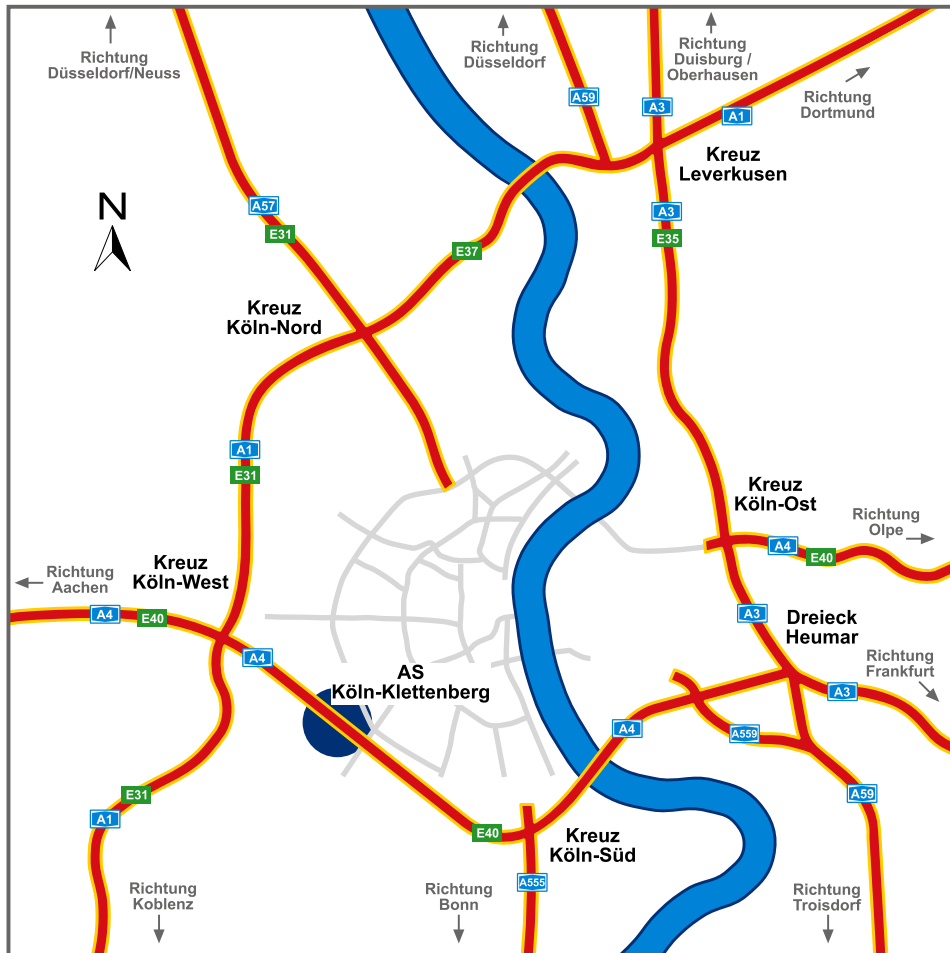 Richtung
Düsseldorf/Neuss
Richtung
Düsseldorf
Richtung
Duisburg /
Oberhausen
Richtung
Dortmund
A59
A3
A1
Kreuz
Leverkusen
N
A57
E31
A3
E35
E37
Kreuz
Köln-Nord
A1
E31
Kreuz
Köln-Ost
Richtung
Olpe
A4
E40
Kreuz
Köln-West
Richtung
Aachen
A4
E40
A4
A3
Dreieck
Heumar
Richtung
Frankfurt
AS
Köln-Klettenberg
A3
A4
A559
E31
A1
A59
E40
Kreuz
Köln-Süd
A555
Richtung
Koblenz
Richtung
Bonn
Richtung
Troisdorf